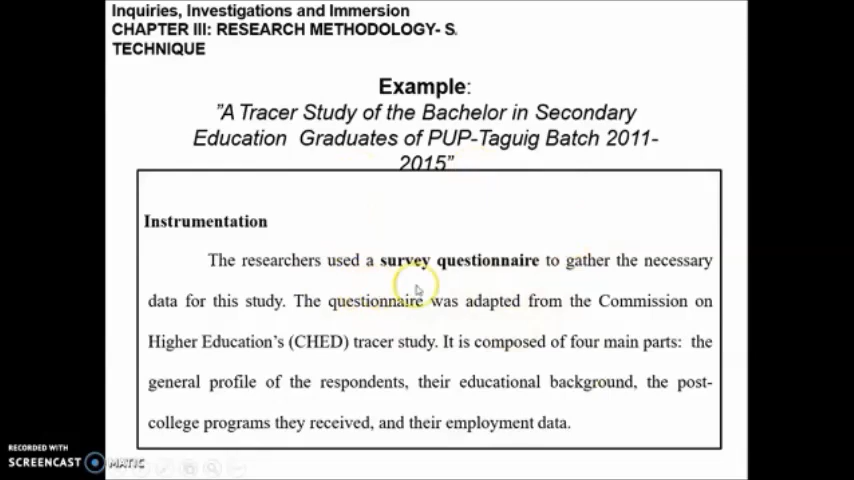 Inquiries, Investigations and Immersion
CHAPTER III: RESEARCH METHODOLOGY- S.
TECHNIQUE
Example:
"A Tracer Study of the Bachelor in Secondary
Education Graduates of PUP-Taguig Batch 2011-
2015"
Instrumentation
The researchers used a survey questionnaire to gather the necessary
data for this study. The questionnaire was adapted from the Commission on
Higher Education's (CHED) tracer study. It is composed of four main parts: the
general profile of the respondents, their educational background, the post-
college programs they received, and their employment data.
RECORDED WITH
SCREENCAST MATIC